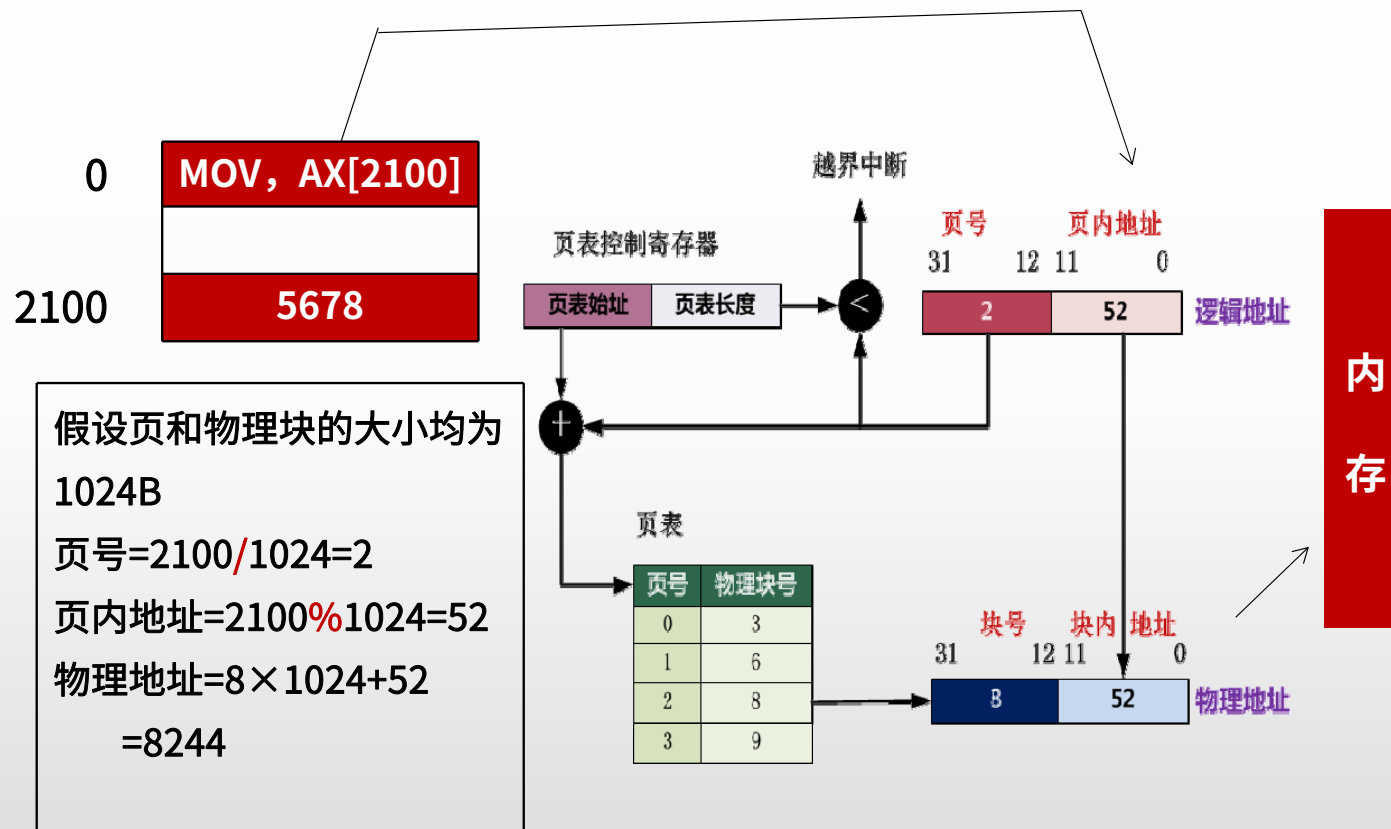 0
MOV，AX[2100]
2100
5678
假设页和物理块的大小均为
1024B
页号=2100/1024=2
页内地址=2100%1024=52
物理地址=8×1024+52
=8244
越界中断
页表控制寄存器
页表始址 页表长度
<
+
页号 页内地址
31 12 11 0
2 52
逻辑地址
页表
页号 物理块号
0 3
1 6
2 8
3 9
块号 块内 地址
31 12 11 0
8 52
物理地址
内
存